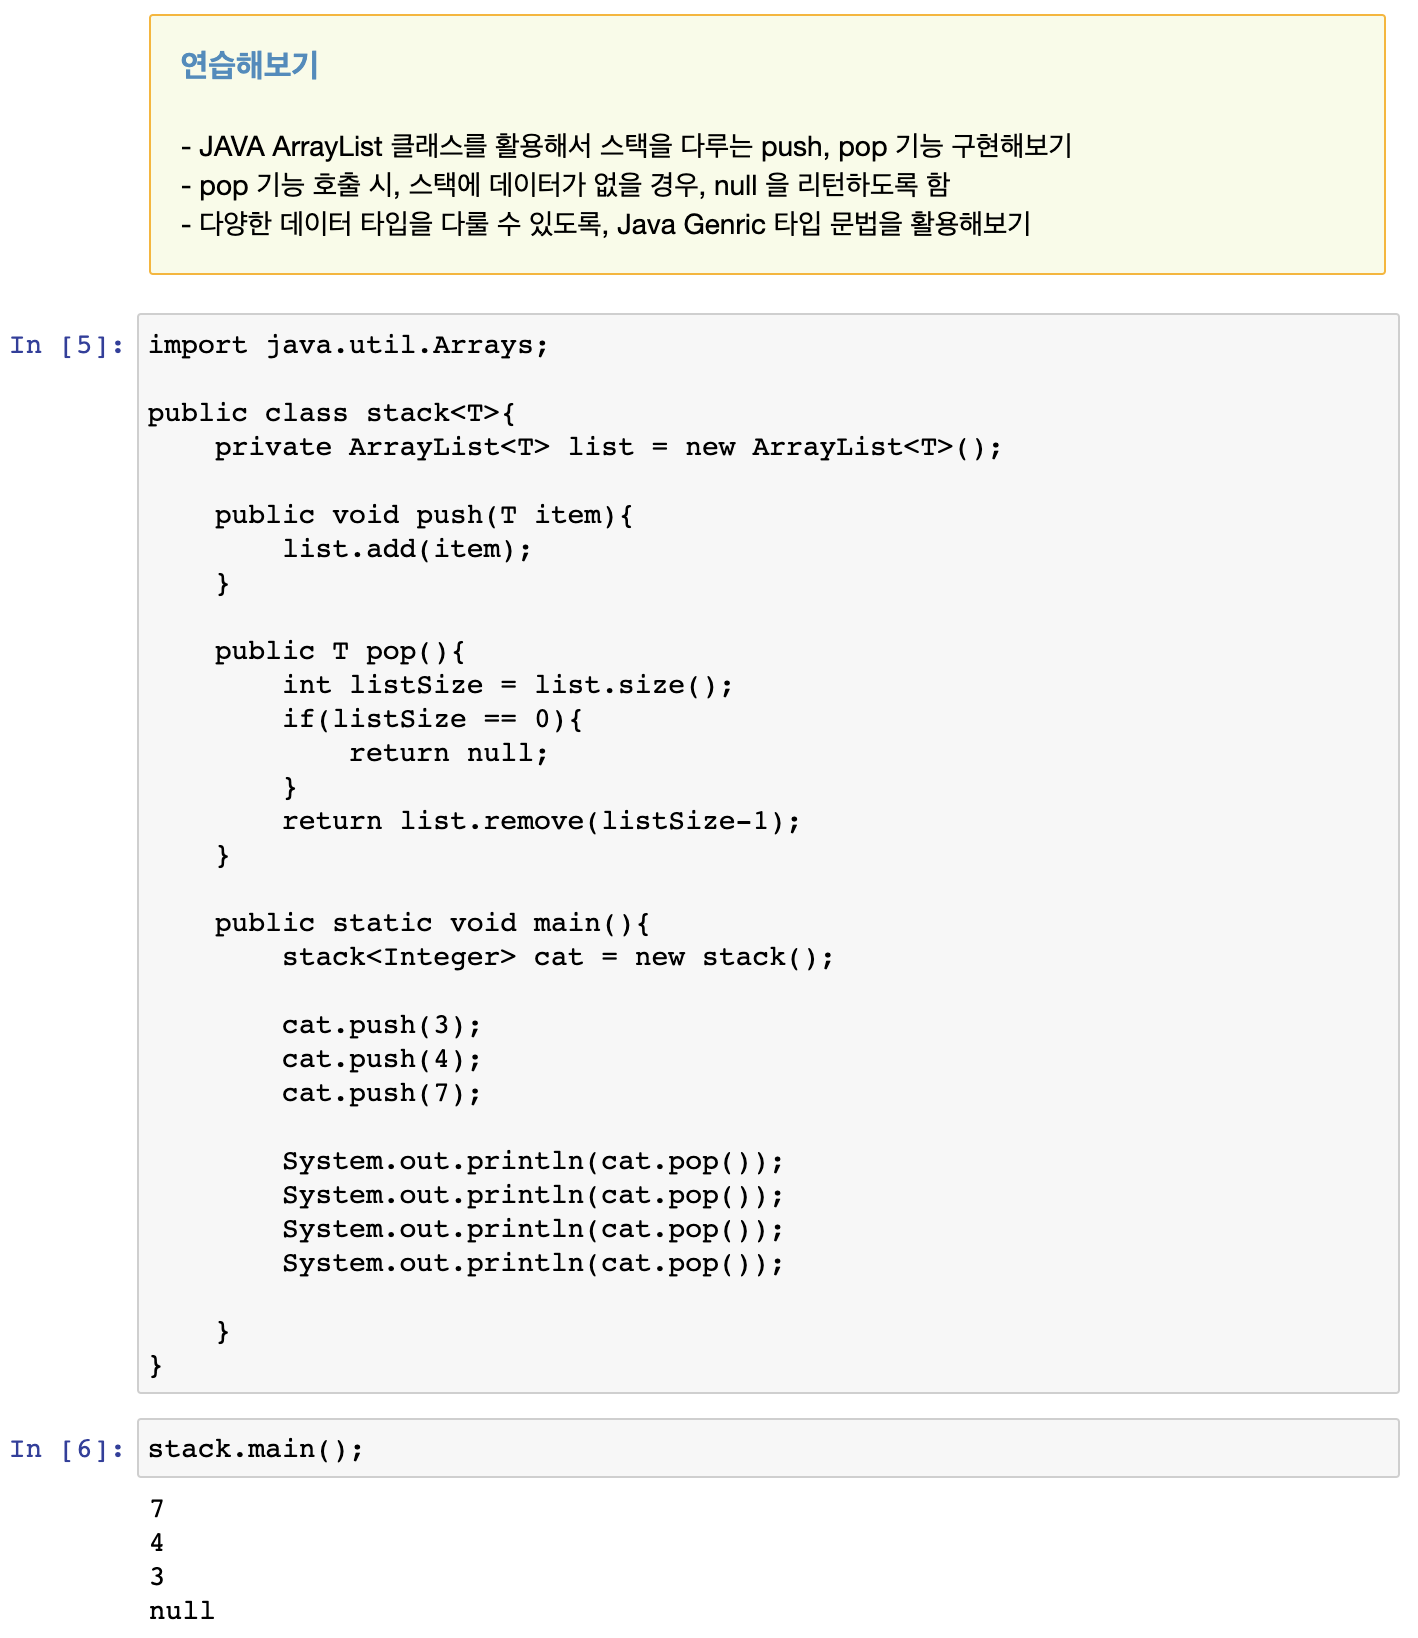 연습해보기
- JAVA ArrayList 클래스를 활용해서 스택을 다루는 push, pop 기능 구현해보기
- pop 기능 호출 시, 스택에 데이터가 없을 경우, null 을 리턴하도록 함
- 다양한 데이터 타입을 다룰 수 있도록, Java Genric 타입 문법을 활용해보기
In [5]: import java.util.Arrays;
public class stack<T>{
    private ArrayList<T> list = new ArrayList<T>();
    public void push(T item){
        list.add(item);
    }
    public T pop(){
        int listSize = list.size();
        if(listSize == 0){
            return null;
        }
        return list.remove(listSize-1);
    }
    public static void main(){
        stack<Integer> cat = new stack();
        cat.push(3);
        cat.push(4);
        cat.push(7);
        System.out.println(cat.pop());
        System.out.println(cat.pop());
        System.out.println(cat.pop());
        System.out.println(cat.pop());
    }
}
In [6]: stack.main();
7
4
3
null